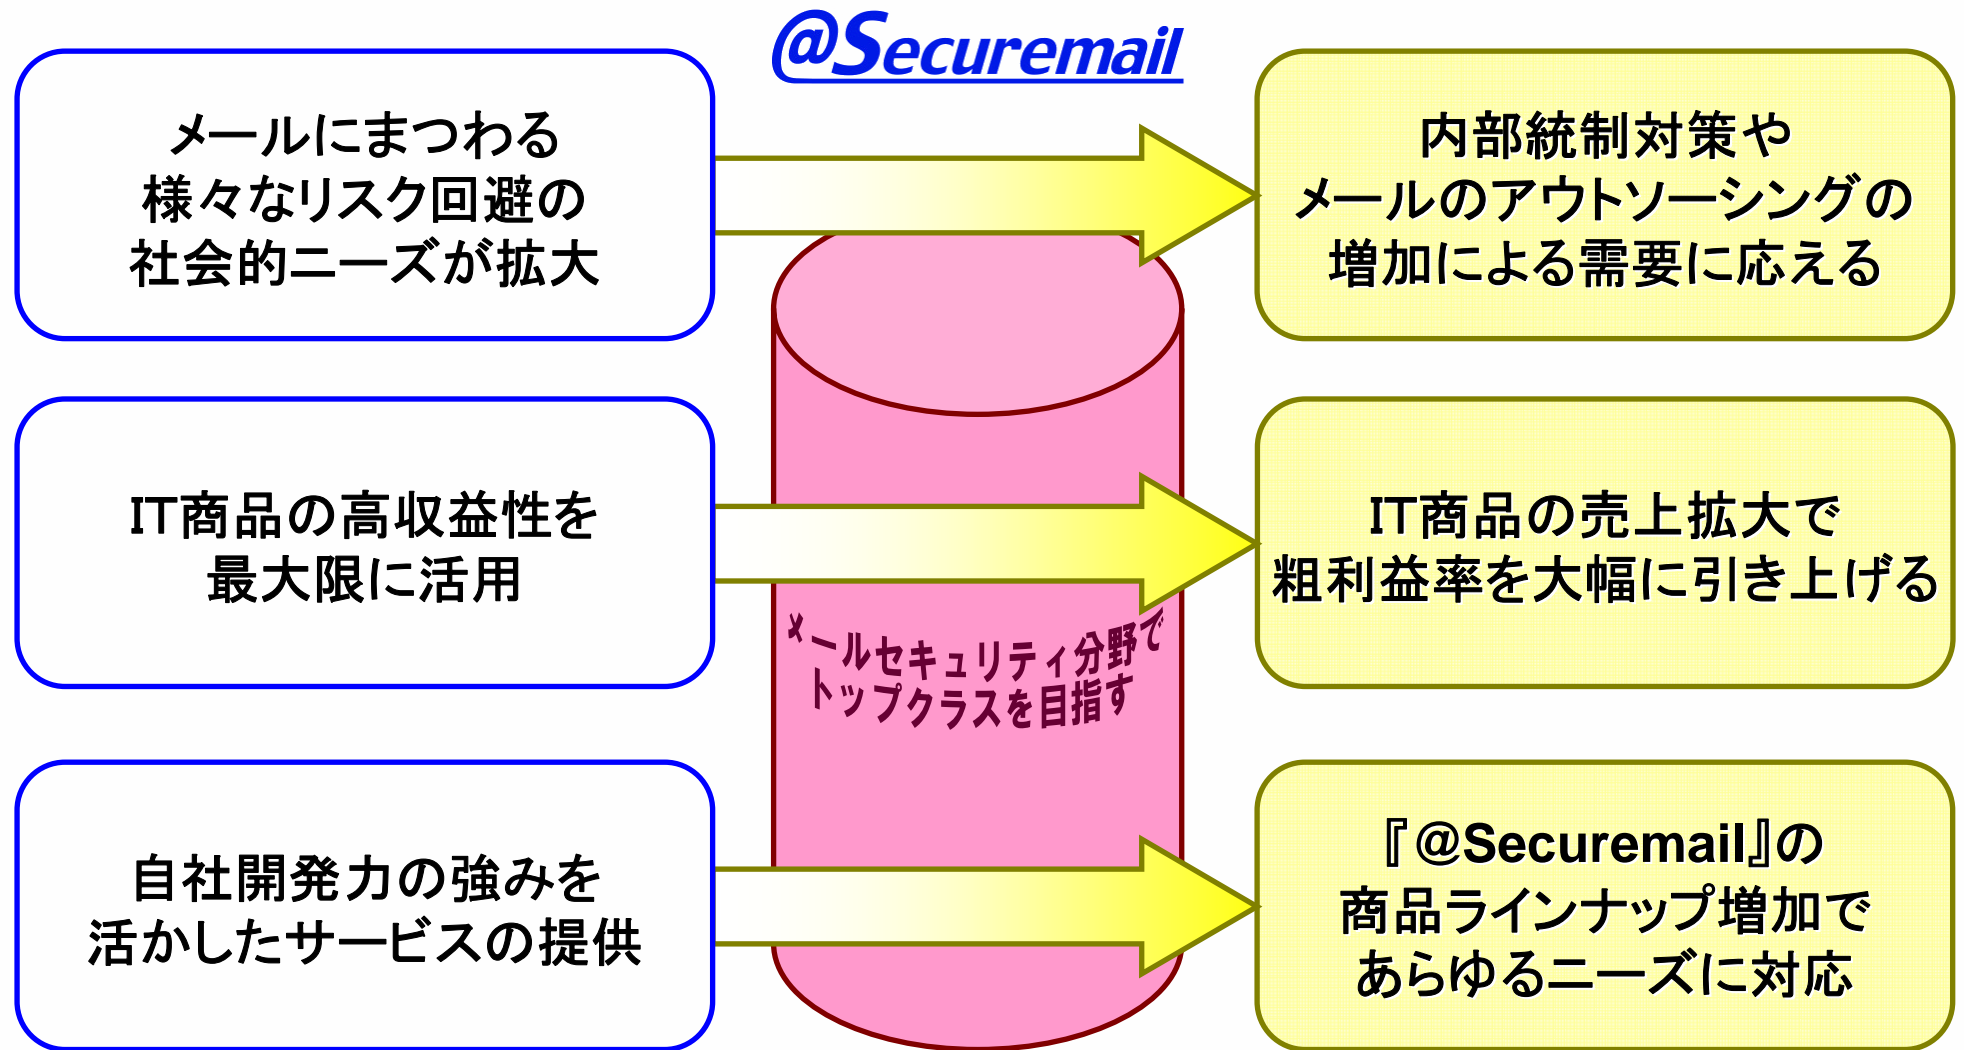 @Securemail
メールにまつわる
様々なリスク回避の
社会的ニーズが拡大
内部統制対策や
メールのアウトソーシングの
増加による需要に応える
IT商品の高収益性を
最大限に活用
IT商品の売上拡大で
粗利益率を大幅に引き上げる
メールセキュリティ分野で
トップクラスを目指す
自社開発力の強みを
活かしたサービスの提供
『@Securemail』の
商品ラインナップ増加で
あらゆるニーズに対応